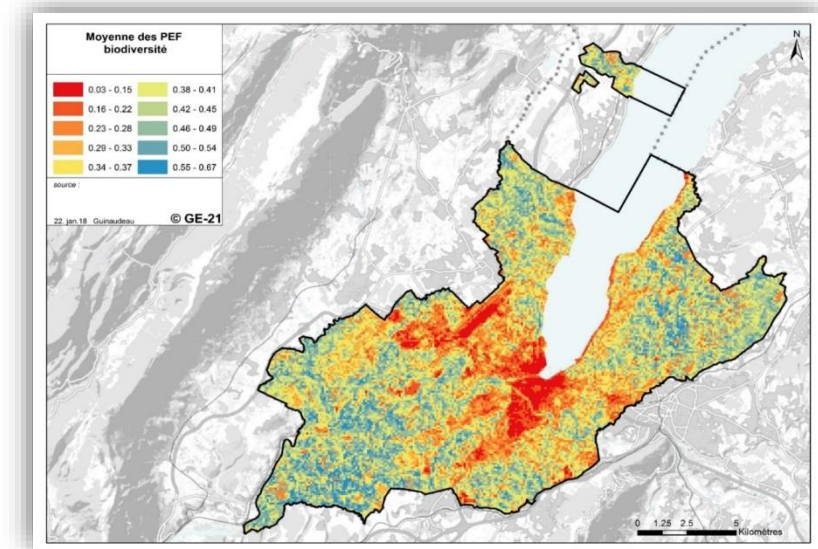 Moyenne des PEF
biodiversité
0.03 - 0.15
0.16 - 0.22
0.23 - 0.28
0.29 - 0.33
0.34 - 0.37
0.38 - 0.41
0.42 - 0.45
0.46 - 0.49
0.50 - 0.54
0.55 - 0.67
source :
22. jan.18 Guinaudeau
© GE-21
N
0 1.25 2.5 5
Kilomètres